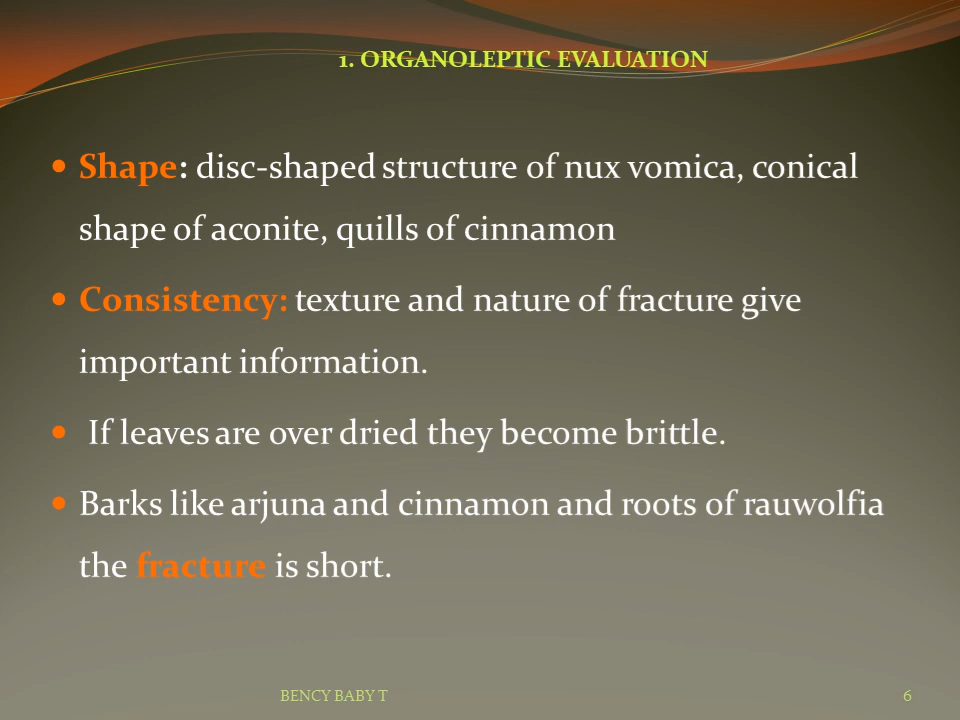 1. ORGANOLEPTIC EVALUATION
Shape: disc-shaped structure of nux vomica, conical
shape of aconite, quills of cinnamon
Consistency: texture and nature of fracture give
important information.
If leaves are over dried they become brittle.
Barks like arjuna and cinnamon and roots of rauwolfia
the fracture is short.
BENCY BABY T
6